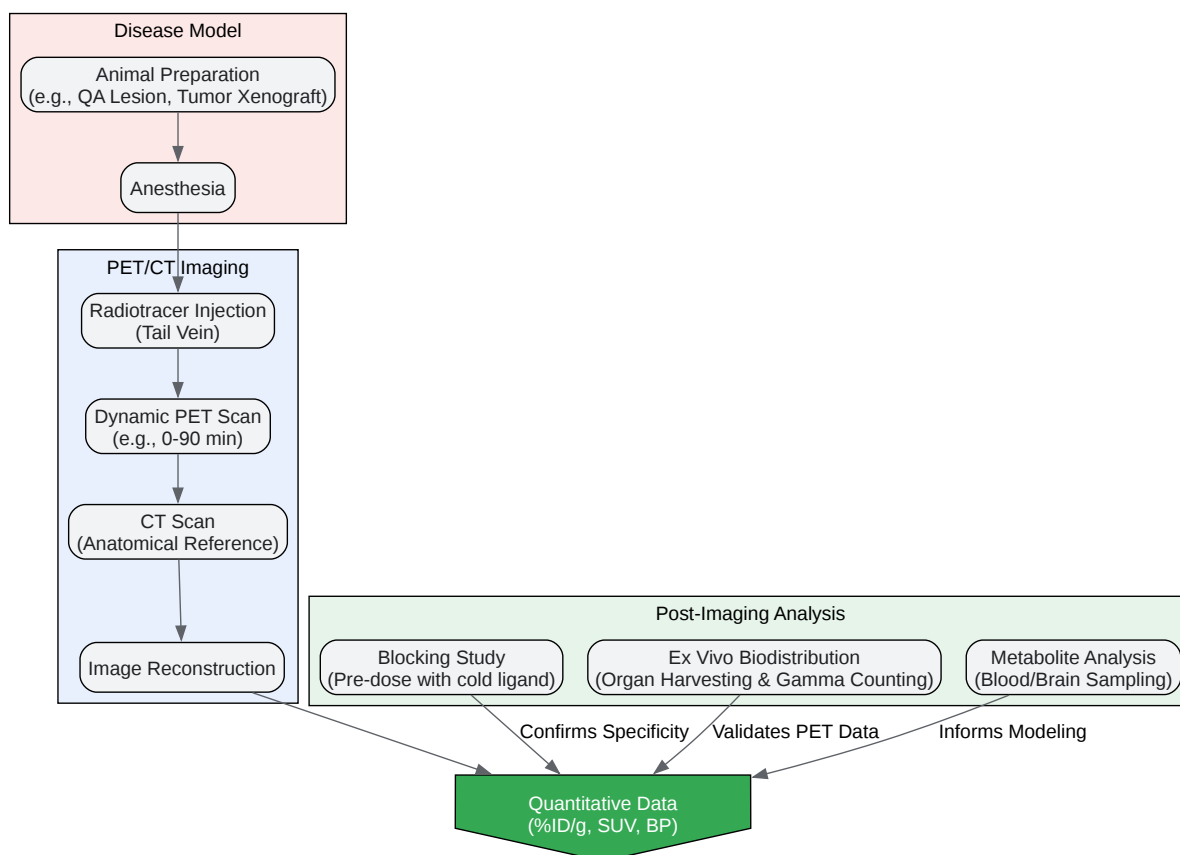 Disease Model
Animal Preparation
(e.g., QA Lesion, Tumor Xenograft)
Anesthesia
PET/CT Imaging
Radiotracer Injection
(Tail Vein)
Dynamic PET Scan
(e.g., 0-90 min)
CT Scan
(Anatomical Reference)
Image Reconstruction
Post-Imaging Analysis
Blocking Study
(Pre-dose with cold ligand)
Ex Vivo Biodistribution
(Organ Harvesting & Gamma Counting)
Metabolite Analysis
(Blood/Brain Sampling)
Confirms Specificity
Validates PET Data
Informs Modeling
Quantitative Data
(%ID/g, SUV, BP)